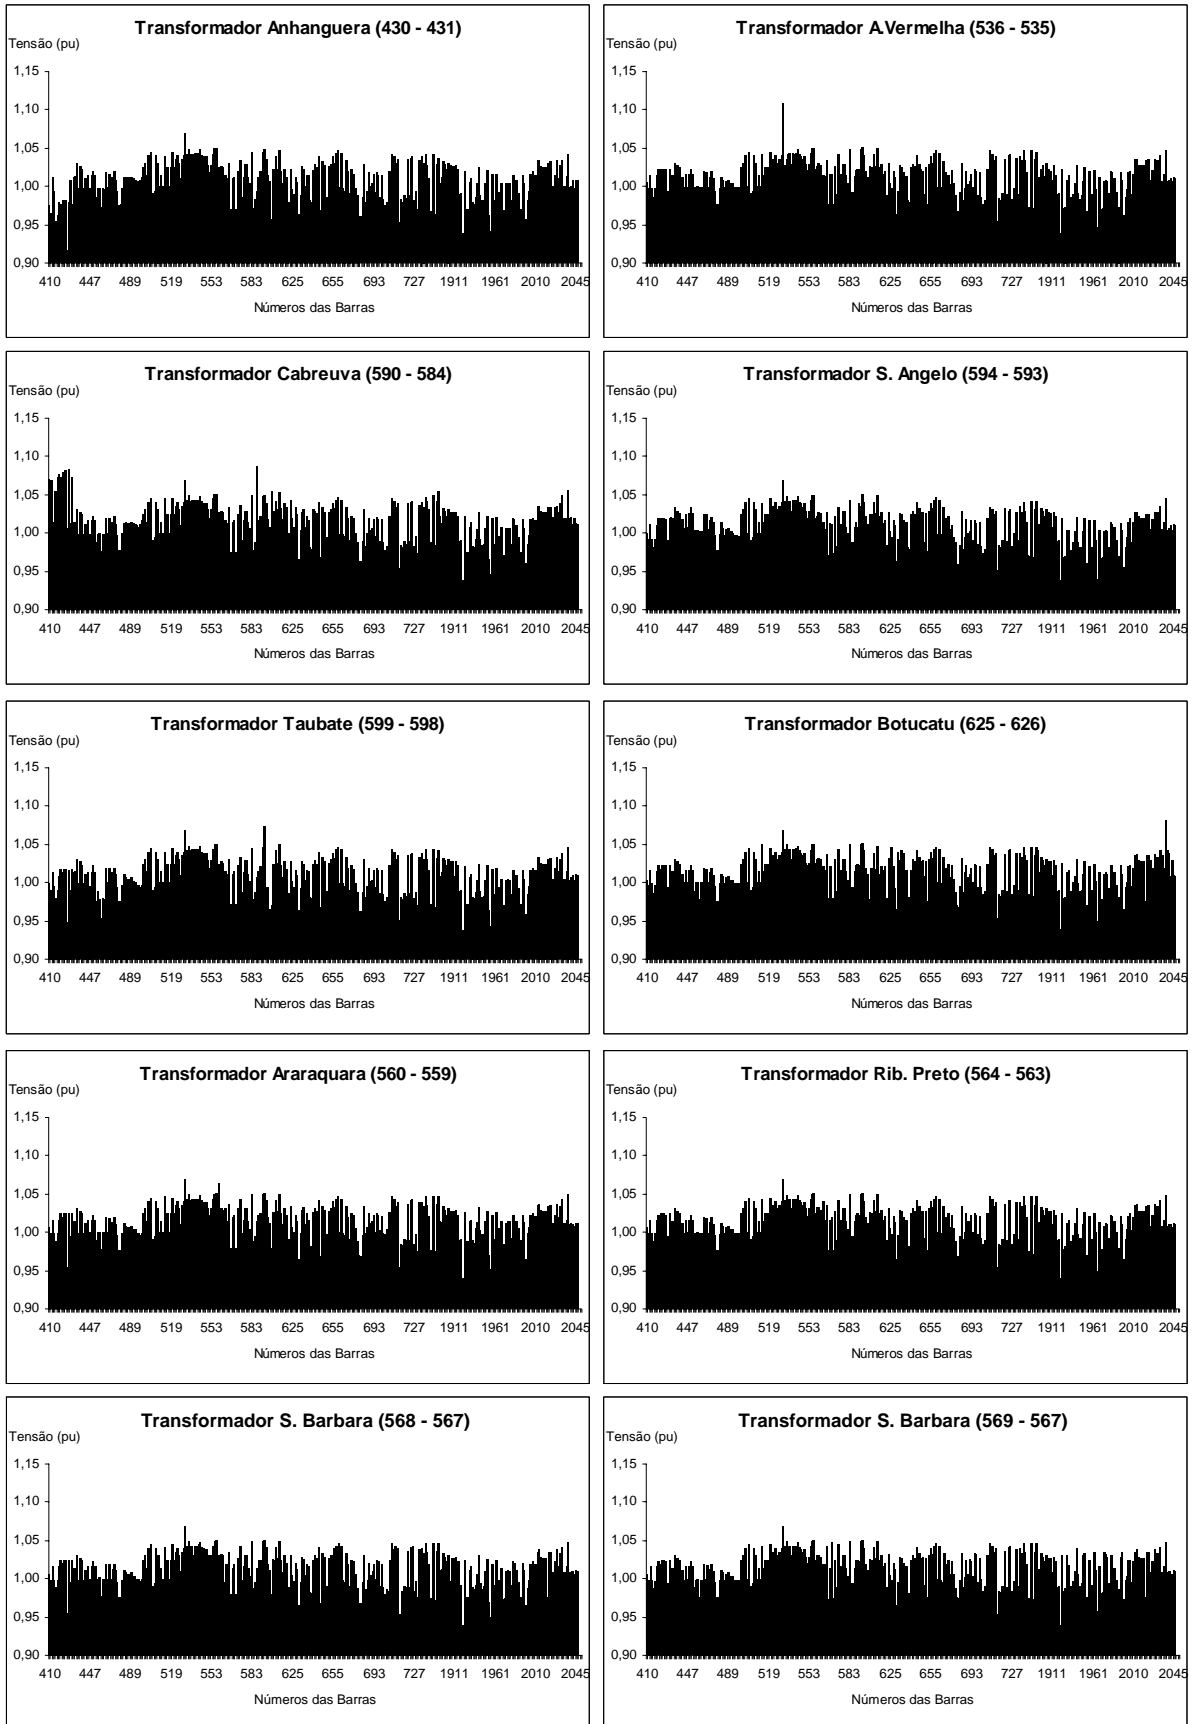 Transformador Anhanguera (430 - 431)
Tensão (pu)
1,15
1,10
1,05
1,00
0,95
0,90
410 447 489 519 553 583 625 655 693 727 1911 1961 2010 2045
Números das Barras
Transformador A.Vermelha (536 - 535)
Tensão (pu)
1,15
1,10
1,05
1,00
0,95
0,90
410 447 489 519 553 583 625 655 693 727 1911 1961 2010 2045
Números das Barras
Transformador Cabreuva (590 - 584)
Tensão (pu)
1,15
1,10
1,05
1,00
0,95
0,90
410 447 489 519 553 583 625 655 693 727 1911 1961 2010 2045
Números das Barras
Transformador S. Angelo (594 - 593)
Tensão (pu)
1,15
1,10
1,05
1,00
0,95
0,90
410 447 489 519 553 583 625 655 693 727 1911 1961 2010 2045
Números das Barras
Transformador Taubate (599 - 598)
Tensão (pu)
1,15
1,10
1,05
1,00
0,95
0,90
410 447 489 519 553 583 625 655 693 727 1911 1961 2010 2045
Números das Barras
Transformador Botucatu (625 - 626)
Tensão (pu)
1,15
1,10
1,05
1,00
0,95
0,90
410 447 489 519 553 583 625 655 693 727 1911 1961 2010 2045
Números das Barras
Transformador Araraquara (560 - 559)
Tensão (pu)
1,15
1,10
1,05
1,00
0,95
0,90
410 447 489 519 553 583 625 655 693 727 1911 1961 2010 2045
Números das Barras
Transformador Rib. Preto (564 - 563)
Tensão (pu)
1,15
1,10
1,05
1,00
0,95
0,90
410 447 489 519 553 583 625 655 693 727 1911 1961 2010 2045
Números das Barras
Transformador S. Barbara (568 - 567)
Tensão (pu)
1,15
1,10
1,05
1,00
0,95
0,90
410 447 489 519 553 583 625 655 693 727 1911 1961 2010 2045
Números das Barras
Transformador S. Barbara (569 - 567)
Tensão (pu)
1,15
1,10
1,05
1,00
0,95
0,90
410 447 489 519 553 583 625 655 693 727 1911 1961 2010 2045
Números das Barras